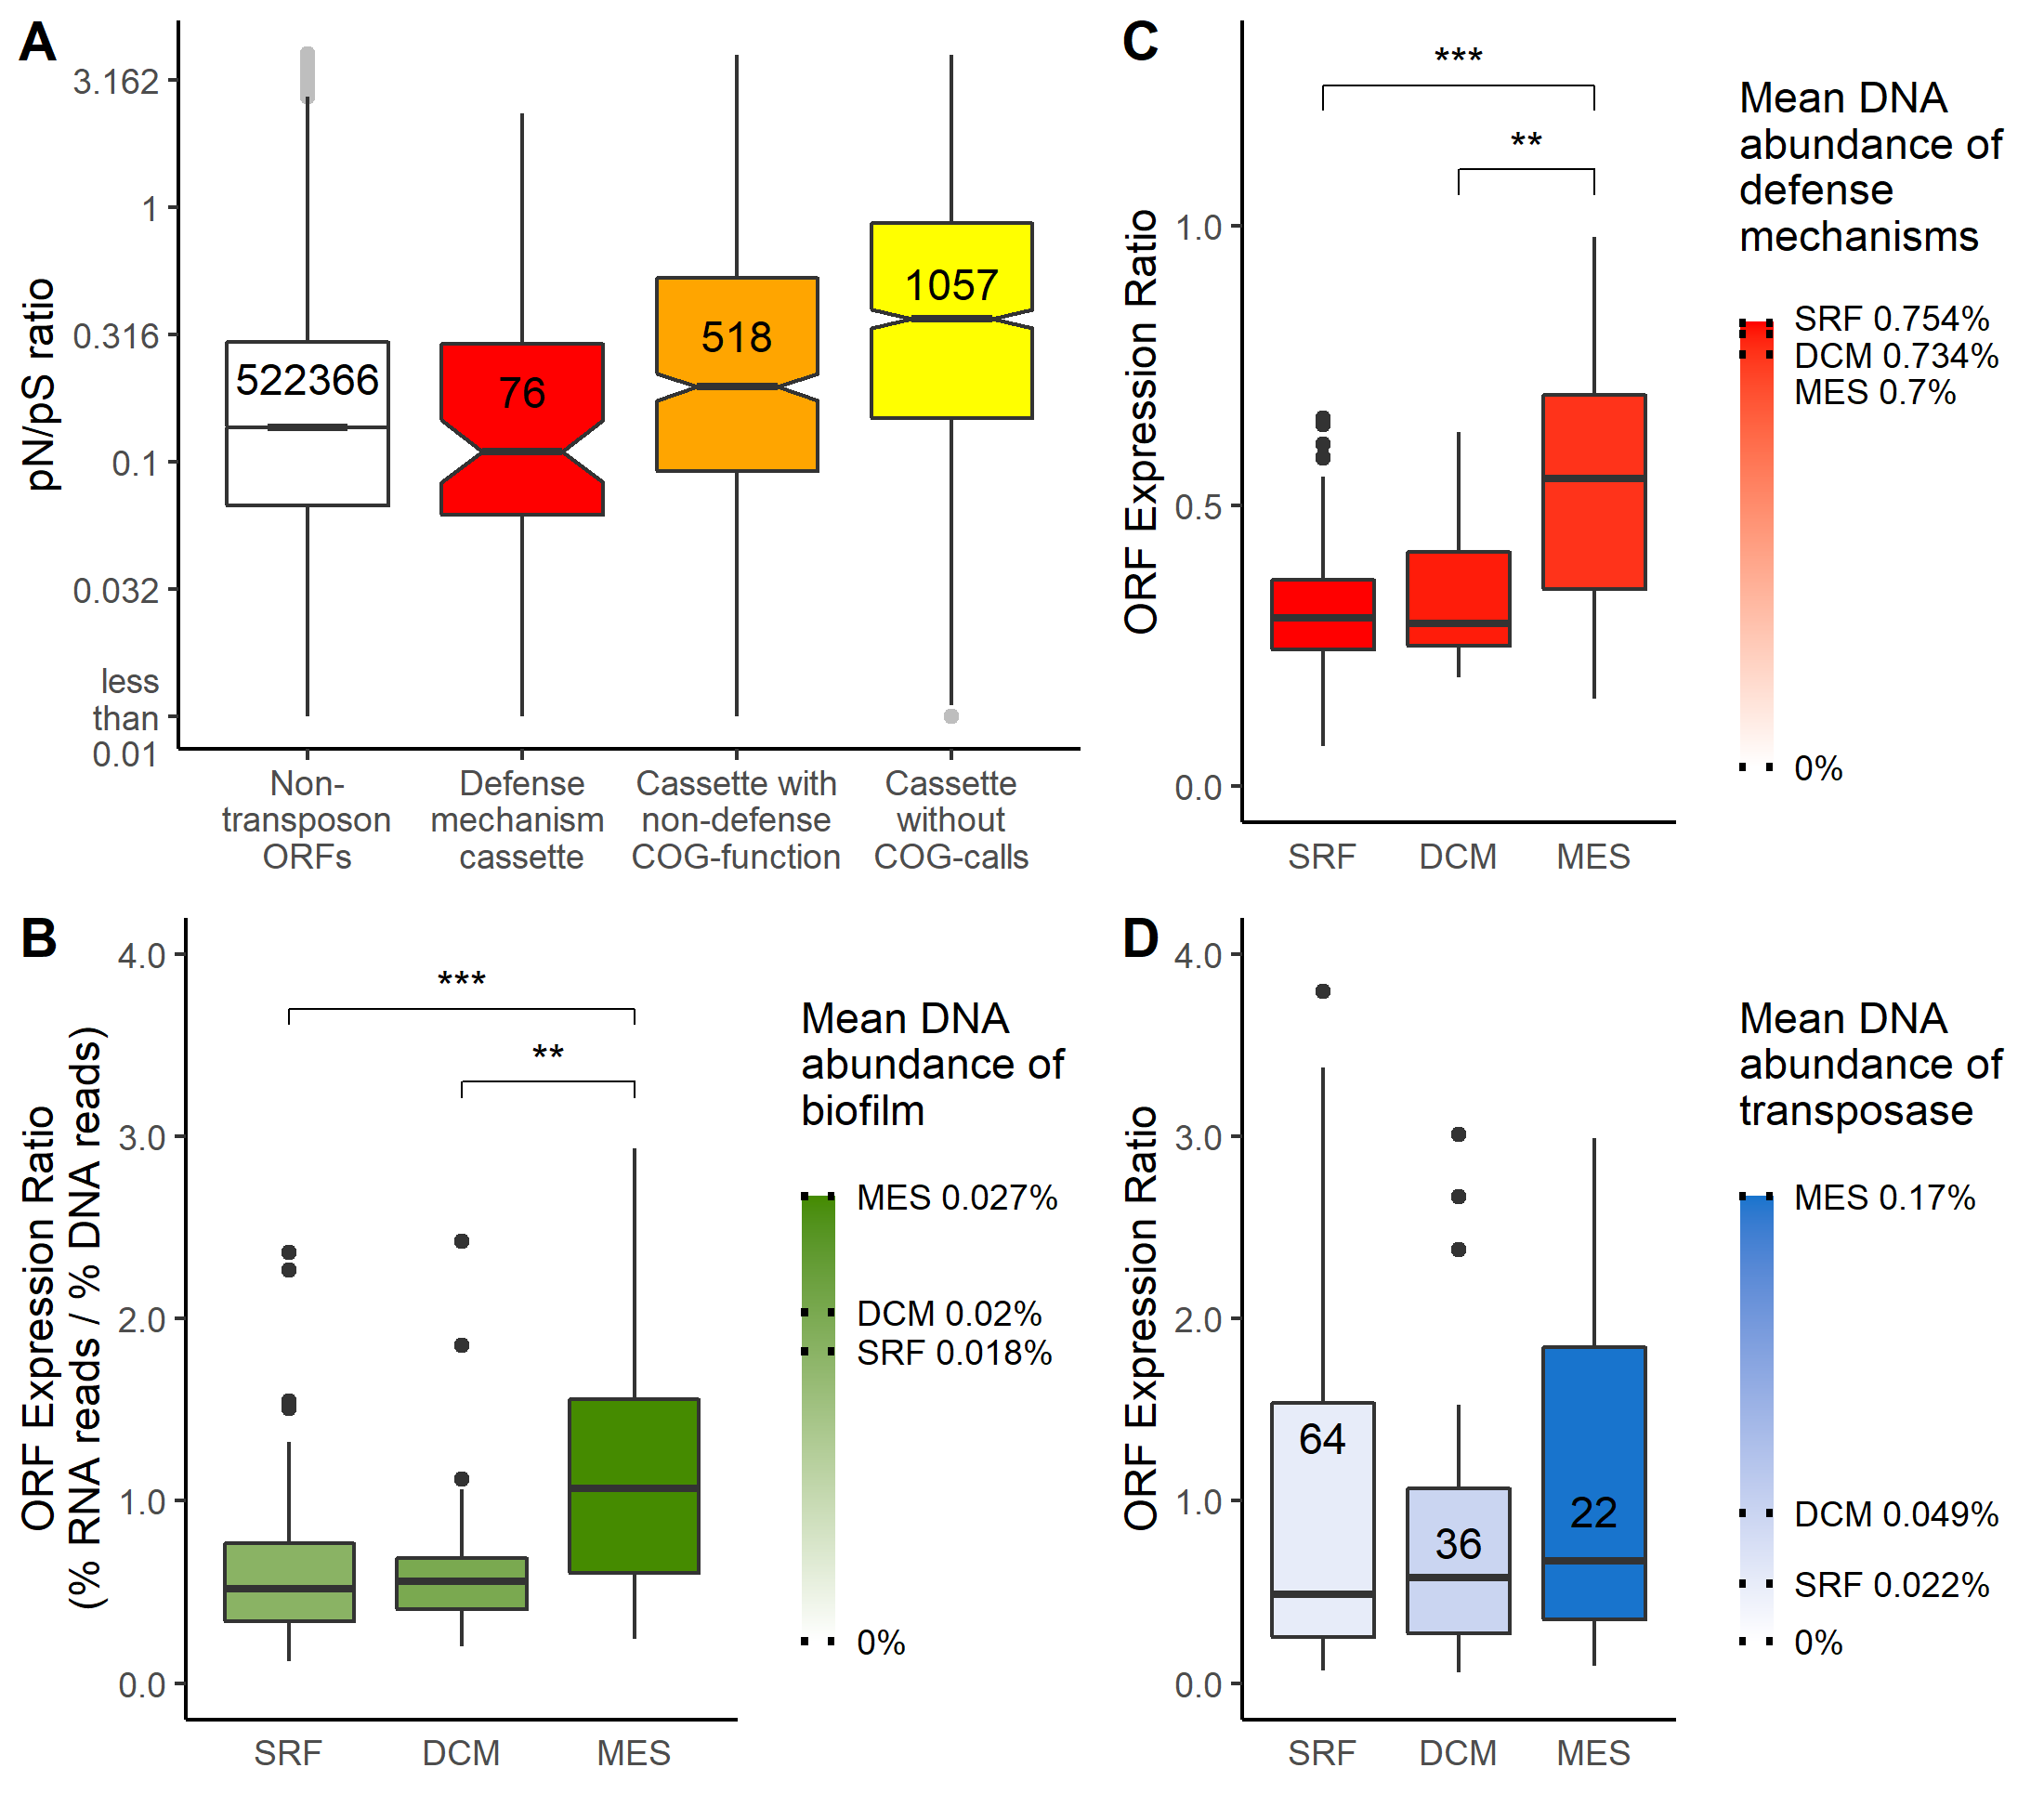 A
pN/pS ratio
3.162
1
0.316
0.1
0.032
less
than
0.01
522366
76
518
1057
Non-
transposon
ORFs
Defense
mechanism
cassette
Cassette with
non-defense
COG-function
Cassette
without
COG-calls
C
ORF Expression Ratio
1.0
0.5
0.0
***
**
SRF
DCM
MES
Mean DNA
abundance of
defense
mechanisms
SRF 0.754%
DCM 0.734%
MES 0.7%
0%
B
ORF Expression Ratio
(% RNA reads / % DNA reads)
4.0
3.0
2.0
1.0
0.0
***
**
SRF
DCM
MES
Mean DNA
abundance of
biofilm
MES 0.027%
DCM 0.02%
SRF 0.018%
0%
D
ORF Expression Ratio
4.0
3.0
2.0
1.0
0.0
64
36
22
SRF
DCM
MES
Mean DNA
abundance of
transposase
MES 0.17%
DCM 0.049%
SRF 0.022%
0%